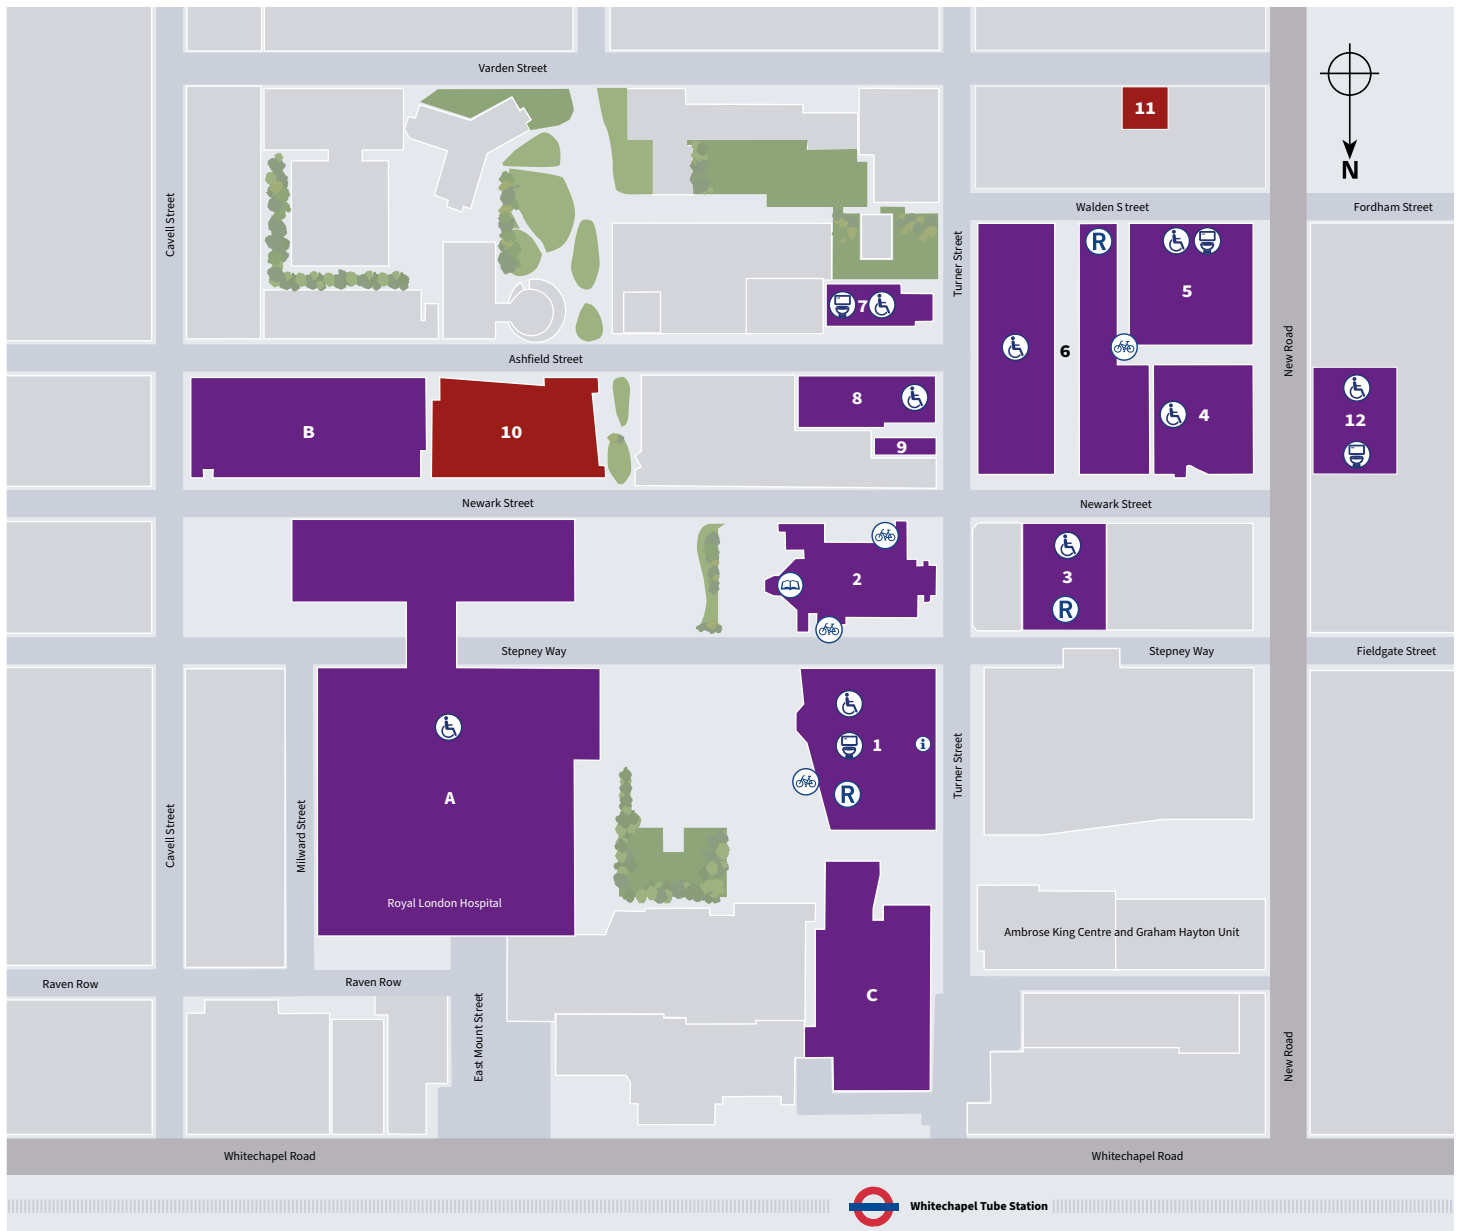 Varden Street
11
N
Walden Street
Fordham Street
Cavell Street
Turner Street
R
5
7
New Road
6
Ashfield Street
8
4
12
B
10
9
Newark Street
Newark Street
2
3
R
Stepney Way
Stepney Way
Fieldgate Street
1
i
R
A
Turner Street
Cavell Street
Milward Street
Royal London Hospital
Ambrose King Centre and Graham Hayton Unit
Raven Row
Raven Row
C
East Mount Street
New Road
Whitechapel Road
Whitechapel Road
Whitechapel Tube Station